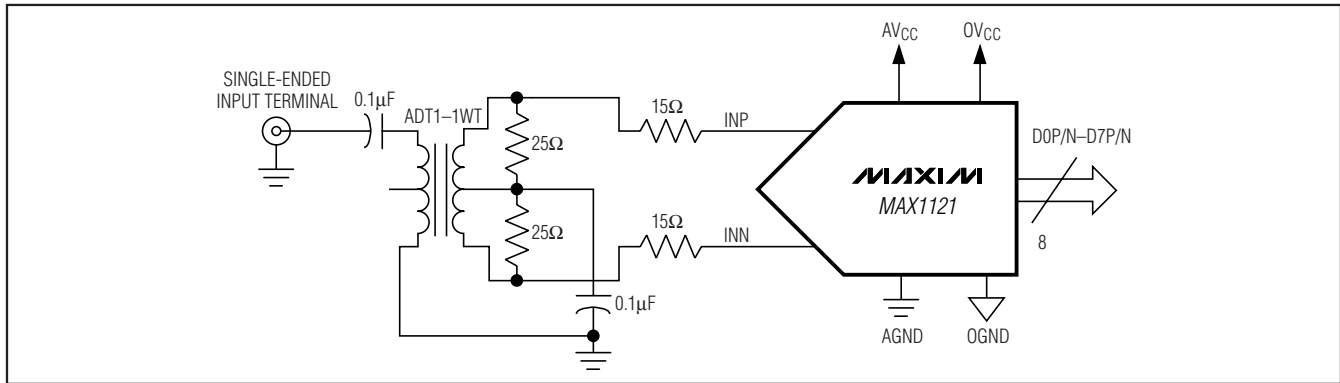 SINGLE-ENDED
INPUT TERMINAL
0.1μF
ADT1–1WT
25Ω
25Ω
0.1μF
15Ω
INP
15Ω
INN
AVCC
OVCC
MAXIM
MAX1121
D0P/N–D7P/N
8
AGND
OGND